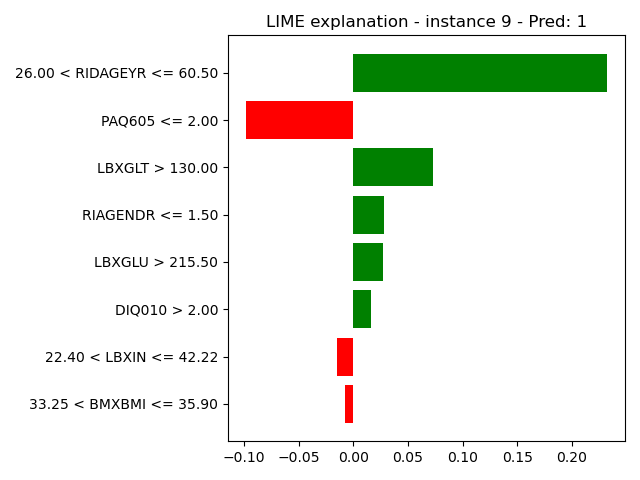 LIME explanation - instance 9 - Pred: 1
26.00 < RIDAGEYR <= 60.50
PAQ605 <= 2.00
LBXGLT > 130.00
RIAGENDR <= 1.50
LBXGLU > 215.50
DIQ010 > 2.00
22.40 < LBXIN <= 42.22
33.25 < BMXBMI <= 35.90
−0.10 −0.05 0.00 0.05 0.10 0.15 0.20